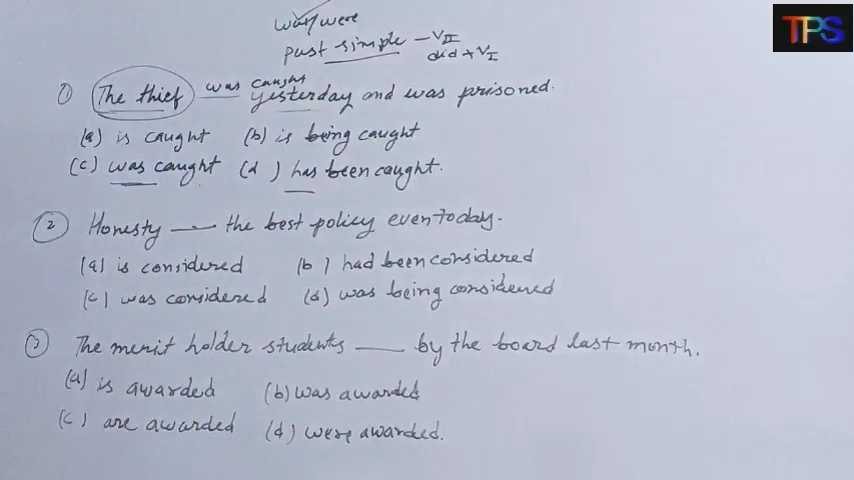 TPS
was/were
past simple - VII
did + VI
was caught
1) The thief ___ yesterday and was prisoned.
(a) is caught (b) is being caught
(c) was caught (d) has been caught.
2 Honesty ___ the best policy even today.
(a) is considered (b) had been considered
(c) was considered (d) was being considered
3 The merit holder students ___ by the board last month.
(a) is awarded (b) was awarded
(c) are awarded (d) were awarded.